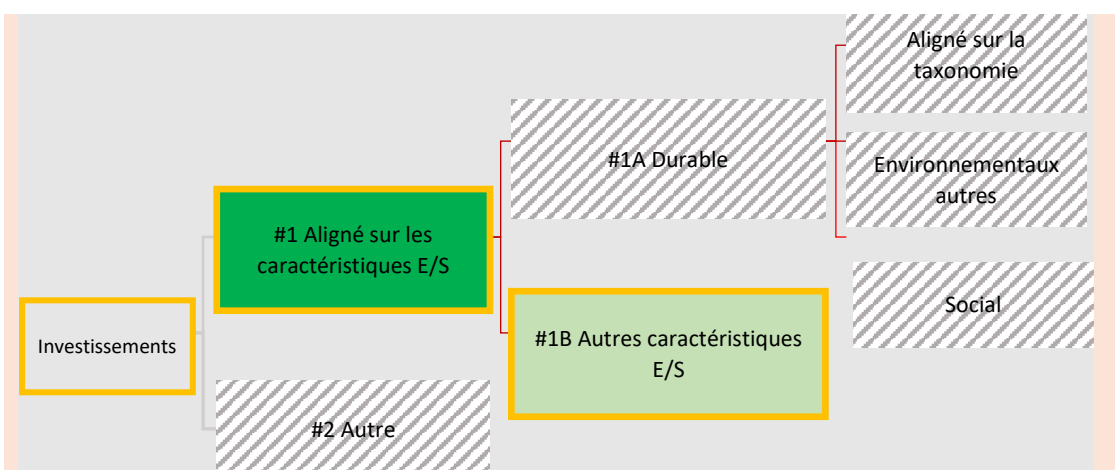 Aligné sur la
taxonomie
#1A Durable
Environnementaux
autres
#1 Aligné sur les
caractéristiques E/S
Social
Investissements
#1B Autres caractéristiques
E/S
#2 Autre